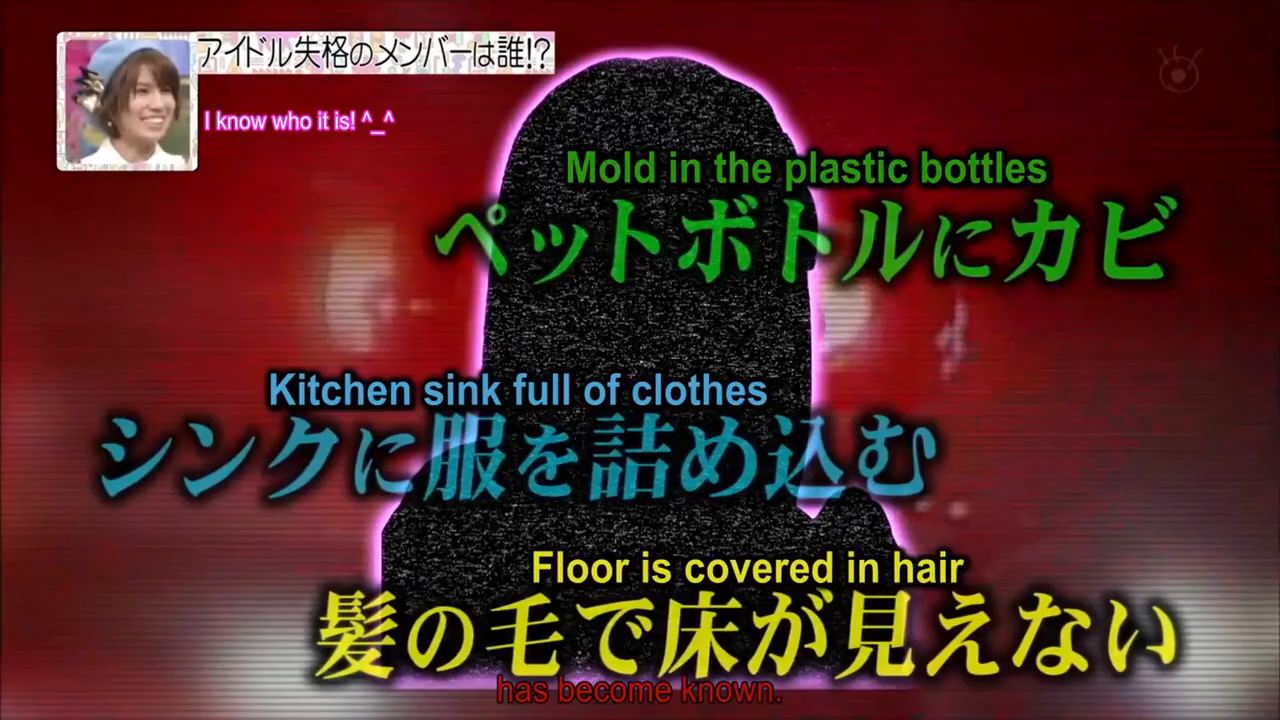 アイドル失格のメンバーは誰!?
I know who it is! ^_^
Mold in the plastic bottles
ペットボトルにカビ
Kitchen sink full of clothes
シンクに服を詰め込む
Floor is covered in hair
髪の毛で床が見えない
has become known.